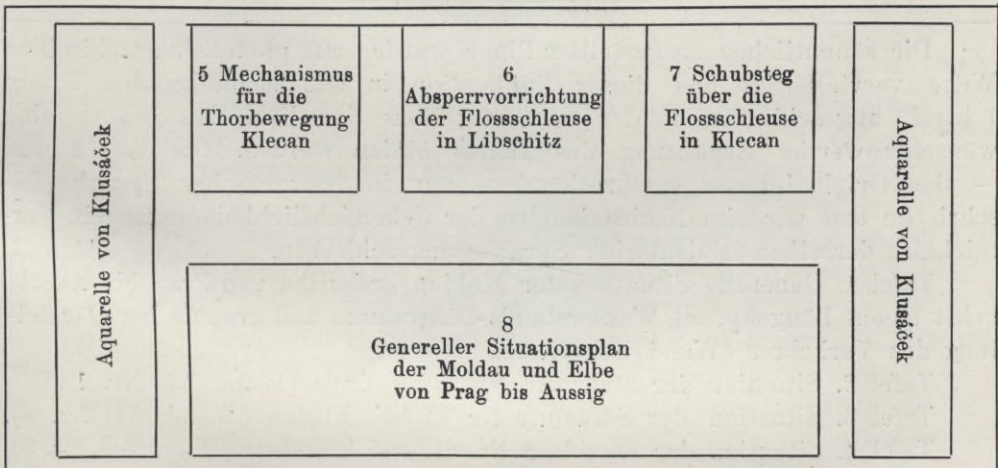 Aquarelle von Klusáček
5 Mechanismus
für die
Thorbewegung
Klecan
6
Absperrvorrichtung
der Flossschleuse
in Libschitz
7 Schubsteg
über die
Flossschleuse
in Klecan
Aquarelle von Klusáček
8
Genereller Situationsplan
der Moldau und Elbe
von Prag bis Aussig